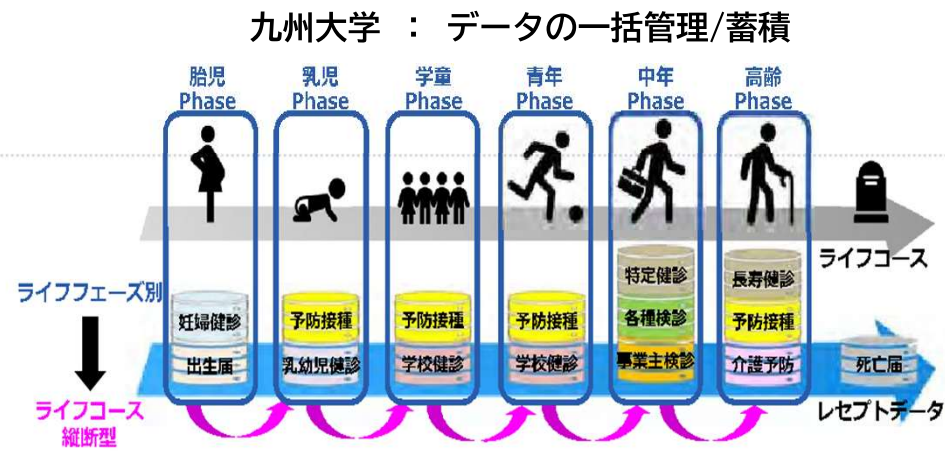 九州大学 : データの一括管理/蓄積
胎児
Phase
乳児
Phase
学童
Phase
青年
Phase
中年
Phase
高齢
Phase
ライフコース
ライフフェーズ別
妊婦健診
出生届
予防接種
乳幼児健診
予防接種
学校健診
予防接種
学校健診
特定健診
各種検診
事業主検診
長寿健診
予防接種
介護予防
死亡届
レセプトデータ
ライフコース
縦断型